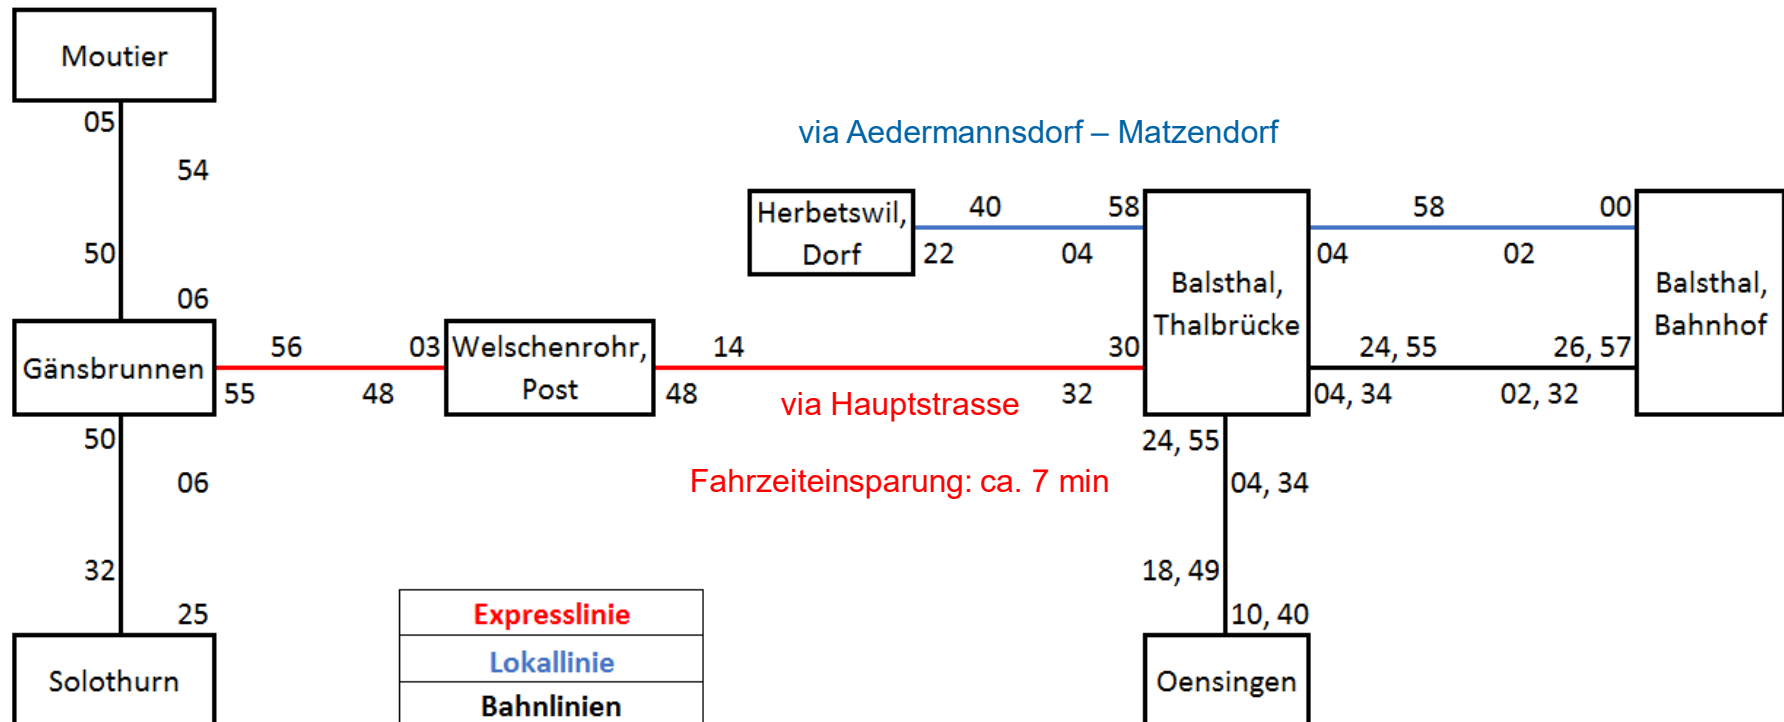 Moutier
05
54
via Aedermannsdorf – Matzendorf
Herbetswil,
Dorf
40
58
22
04
58
00
04
02
50
06
Balsthal,
Thalbrücke
Balsthal,
Bahnhof
Gänsbrunnen
56
03
55
48
Welschenrohr,
Post
14
30
48
32
via Hauptstrasse
24, 55
26, 57
04, 34
02, 32
50
06
24, 55
04, 34
Fahrzeiteinsparung: ca. 7 min
32
25
18, 49
10, 40
Expresslinie
Lokallinie
Bahnlinien
Solothurn
Oensingen